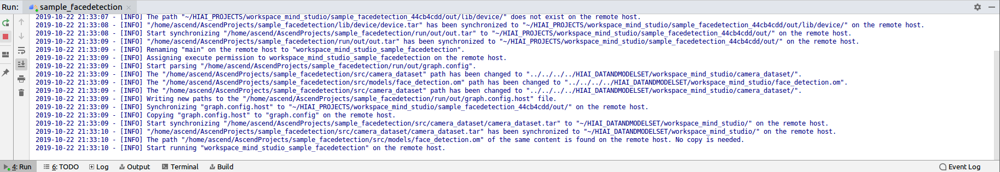 Run: sample_facedetection
2019-10-22 21:33:07 - [INFO] The path "~/HIAI_PROJECTS/workspace_mind_studio/sample_facedetection_44cb4cdd/out/lib/device/" does not exist on the remote host.
2019-10-22 21:33:08 - [INFO] "/home/ascend/AscendProjects/sample_facedetection/lib/device/device.tar" has been synchronized to "~/HIAI_PROJECTS/workspace_mind_studio/sample_facedetection_44cb4cdd/out/lib/device/" on the remote host.
2019-10-22 21:33:08 - [INFO] Start synchronizing "/home/ascend/AscendProjects/sample_facedetection/run/out/out.tar" to "~/HIAI_PROJECTS/workspace_mind_studio/sample_facedetection_44cb4cdd/out/" on the remote host.
2019-10-22 21:33:09 - [INFO] "/home/ascend/AscendProjects/sample_facedetection/run/out/out.tar" has been synchronized to "~/HIAI_PROJECTS/workspace_mind_studio/sample_facedetection_44cb4cdd/out/" on the remote host.
2019-10-22 21:33:09 - [INFO] Renaming "main" on the remote host to "workspace_mind_studio_sample_facedetection".
2019-10-22 21:33:09 - [INFO] Assigning execute permission to workspace_mind_studio_sample_facedetection on the remote host.
2019-10-22 21:33:09 - [INFO] Start parsing "/home/ascend/AscendProjects/sample_facedetection/run/out/graph.config".
2019-10-22 21:33:09 - [INFO] The "/home/ascend/AscendProjects/sample_facedetection/src/camera_dataset" path has been changed to "../../../../HIAI_DATANDMODELSET/workspace_mind_studio/camera_dataset/".
2019-10-22 21:33:09 - [INFO] The "/home/ascend/AscendProjects/sample_facedetection/src/models/face_detection.om" path has been changed to "../../../../HIAI_DATANDMODELSET/workspace_mind_studio/face_detection.om".
2019-10-22 21:33:09 - [INFO] The "/home/ascend/AscendProjects/sample_facedetection/src/camera_dataset" path has been changed to "../../../../HIAI_DATANDMODELSET/workspace_mind_studio/camera_dataset/".
2019-10-22 21:33:09 - [INFO] Writing new paths to the "/home/ascend/AscendProjects/sample_facedetection/run/out/graph.config.host" file.
2019-10-22 21:33:09 - [INFO] Synchronizing "graph.config.host" to "~/HIAI_PROJECTS/workspace_mind_studio/sample_facedetection_44cb4cdd/out/" on the remote host.
2019-10-22 21:33:09 - [INFO] Copying "graph.config.host" to "graph.config" on the remote host.
2019-10-22 21:33:09 - [INFO] Start synchronizing "/home/ascend/AscendProjects/sample_facedetection/src/camera_dataset/camera_dataset.tar" to "~/HIAI_DATANDMODELSET/workspace_mind_studio/" on the remote host.
2019-10-22 21:33:10 - [INFO] "/home/ascend/AscendProjects/sample_facedetection/src/camera_dataset/camera_dataset.tar" has been synchronized to "~/HIAI_DATANDMODELSET/workspace_mind_studio/" on the remote host.
2019-10-22 21:33:10 - [INFO] The path "/home/ascend/AscendProjects/sample_facedetection/src/models/face_detection.om" of the same content is found on the remote host. No copy is needed.
2019-10-22 21:33:10 - [INFO] Start running "workspace_mind_studio_sample_facedetection" on the remote host.
4: Run 6: TODO Log Output Terminal Build Event Log